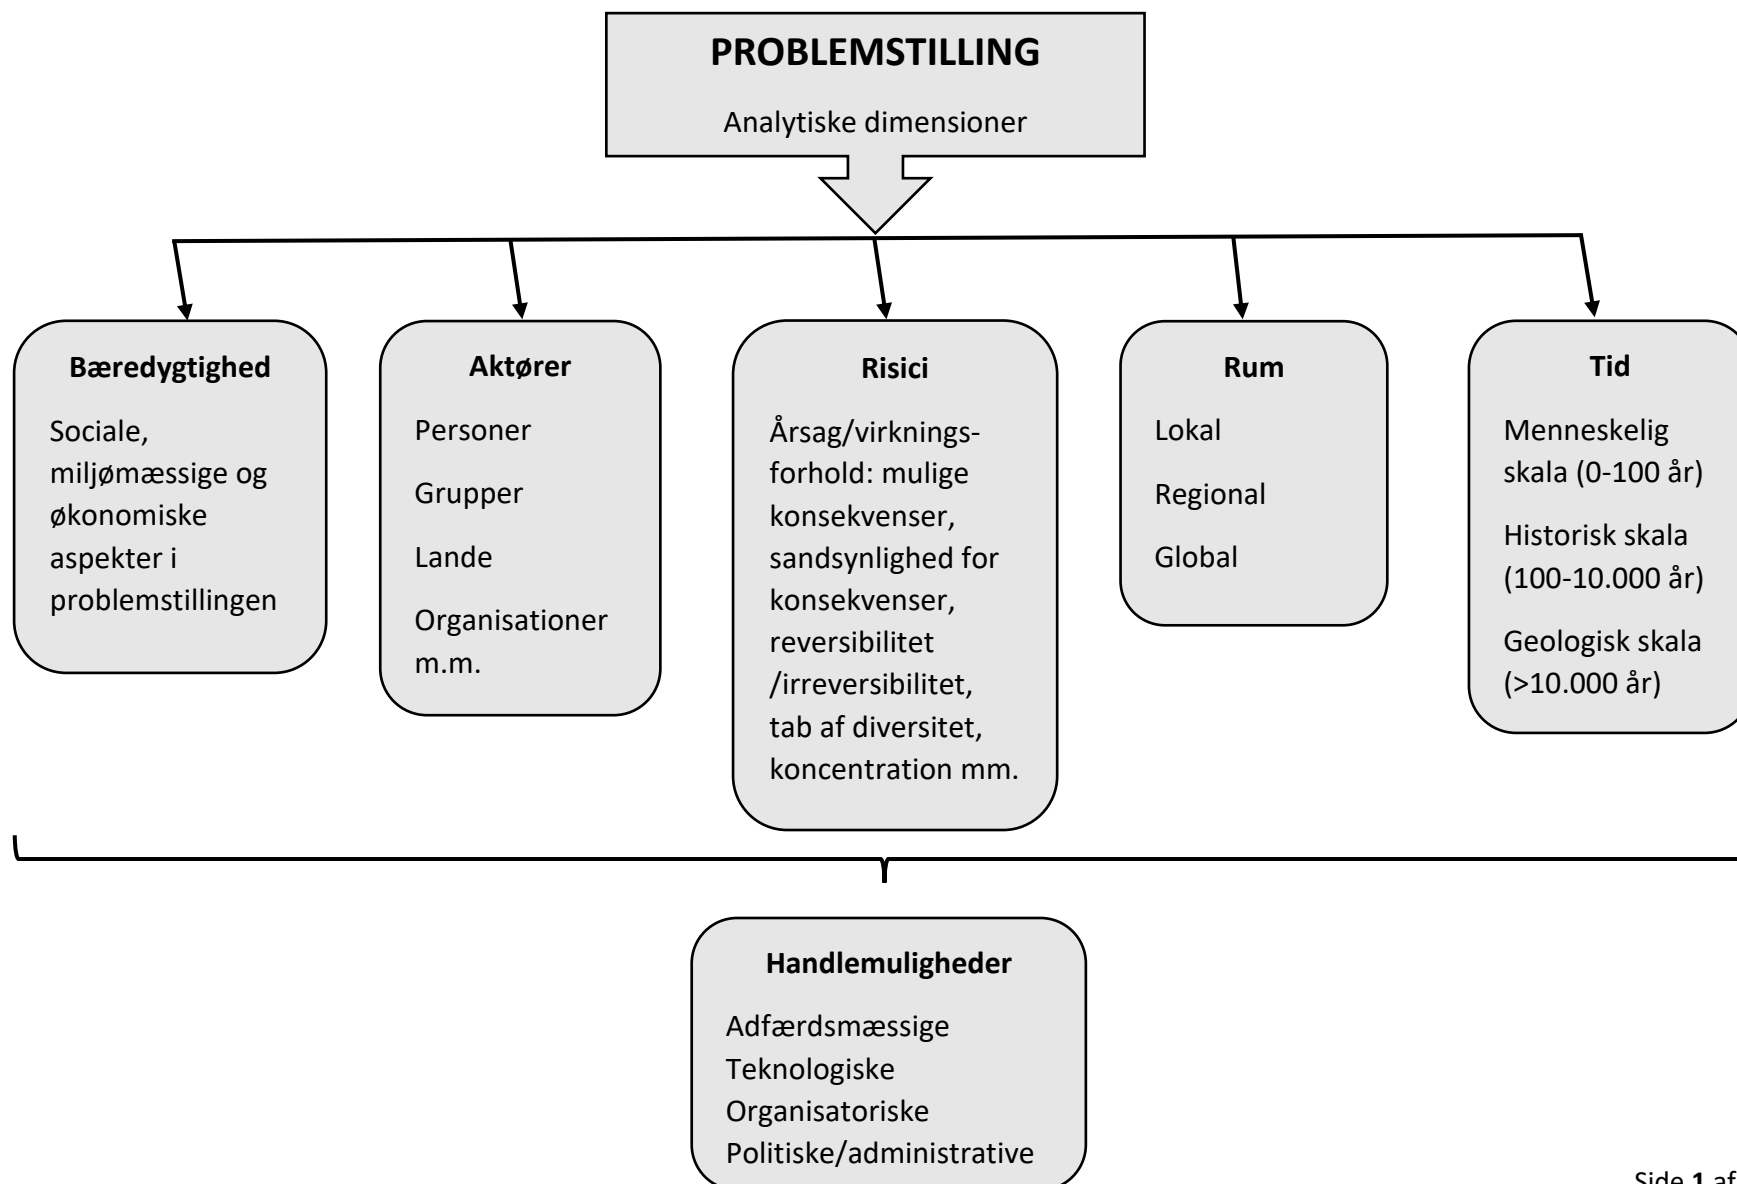 PROBLEMSTILLING
Analytiske dimensioner
Bæredygtighed
Sociale,
miljømæssige og
økonomiske
aspekter i
problemstillingen
Aktører
Personer
Grupper
Lande
Organisationer
m.m.
Risici
Årsag/virknings-
forhold: mulige
konsekvenser,
sandsynlighed for
konsekvenser,
reversibilitet
/irreversibilitet,
tab af diversitet,
koncentration mm.
Rum
Lokal
Regional
Global
Tid
Menneskelig
skala (0-100 år)
Historisk skala
(100-10.000 år)
Geologisk skala
(>10.000 år)
Handlemuligheder
Adfærdsmæssige
Teknologiske
Organisatoriske
Politiske/administrative
Side 1 af